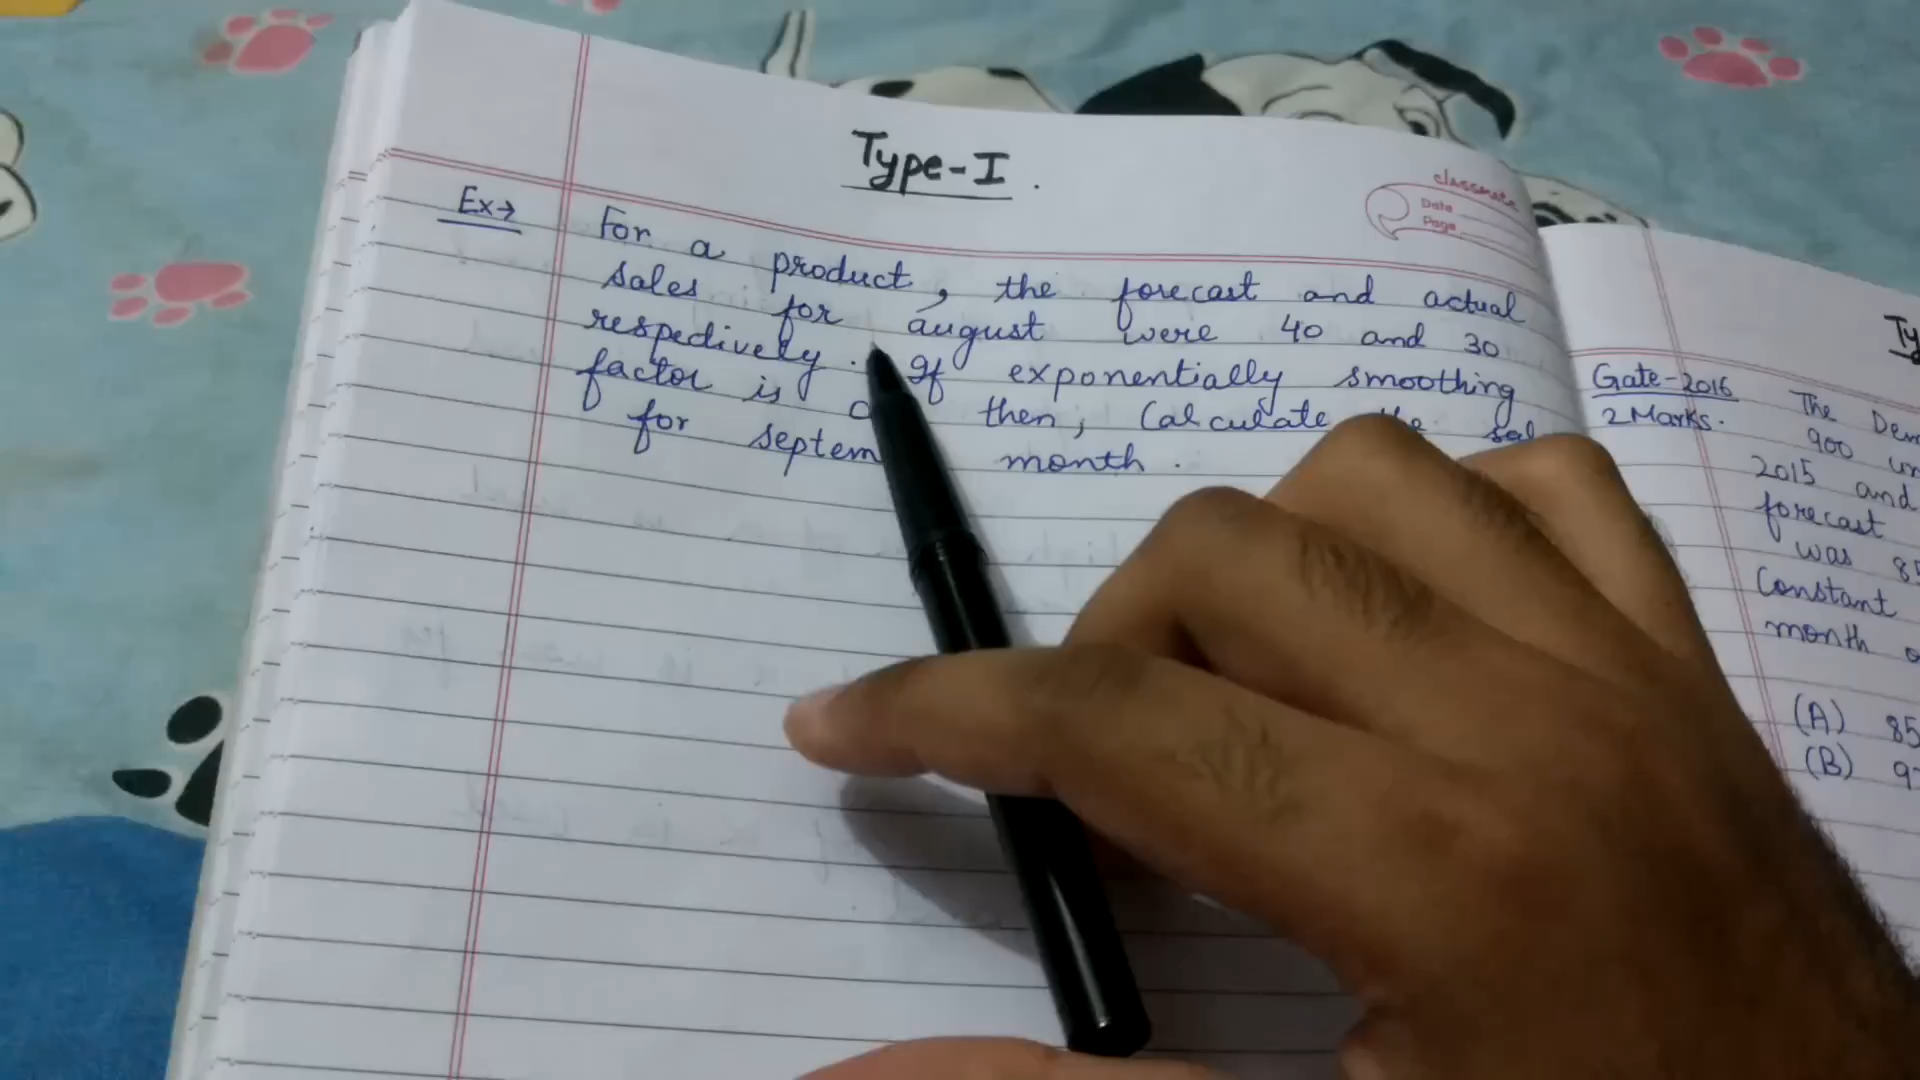 Type-I.
classmate
Date
Page
Ex→ For a product, the forecast and actual
sales for august were 40 and 30
respectively. If exponentially smoothing
factor is then, Calculate the
for month.
Gate-2016
2 Marks.
The
900
2015 and
forecast
was
Constant
month
(A)
(B)